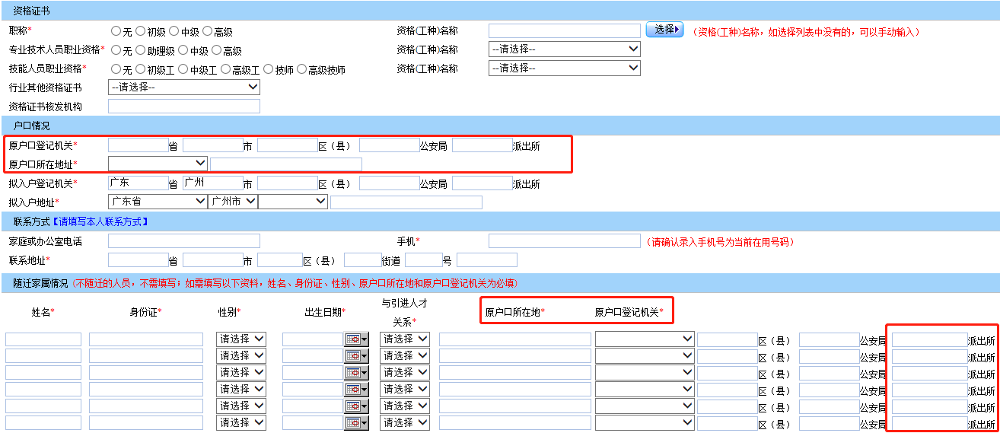 资格证书
职称* 无 初级 中级 高级 资格(工种)名称 选择 （资格(工种)名称，如选择列表中没有的，可以手动输入）
专业技术人员职业资格* 无 助理级 中级 高级 资格(工种)名称 --请选择--
技能人员职业资格* 无 初级工 中级工 高级工 技师 高级技师 资格(工种)名称 --请选择--
行业其他资格证书 --请选择--
资格证书核发机构
户口情况
原户口登记机关* 省 市 区（县） 公安局 派出所
原户口所在地址*
拟入户登记机关* 广东 省 广州 市 区（县） 公安局 派出所
拟入户地址* 广东省 广州市
联系方式【请填写本人联系方式】
家庭或办公室电话 手机* （请确认录入手机号为当前在用号码）
联系地址* 省 市 区（县） 街道 号
随迁家属情况（不随迁的人员，不需填写；如需填写以下资料，姓名、身份证、性别、原户口所在地和原户口登记机关为必填）
姓名* 身份证* 性别* 出生日期* 与引进人才 原户口所在地* 原户口登记机关*
关系*
请选择 请选择 区（县） 公安局 派出所
请选择 请选择 区（县） 公安局 派出所
请选择 请选择 区（县） 公安局 派出所
请选择 请选择 区（县） 公安局 派出所
请选择 请选择 区（县） 公安局 派出所
请选择 请选择 区（县） 公安局 派出所